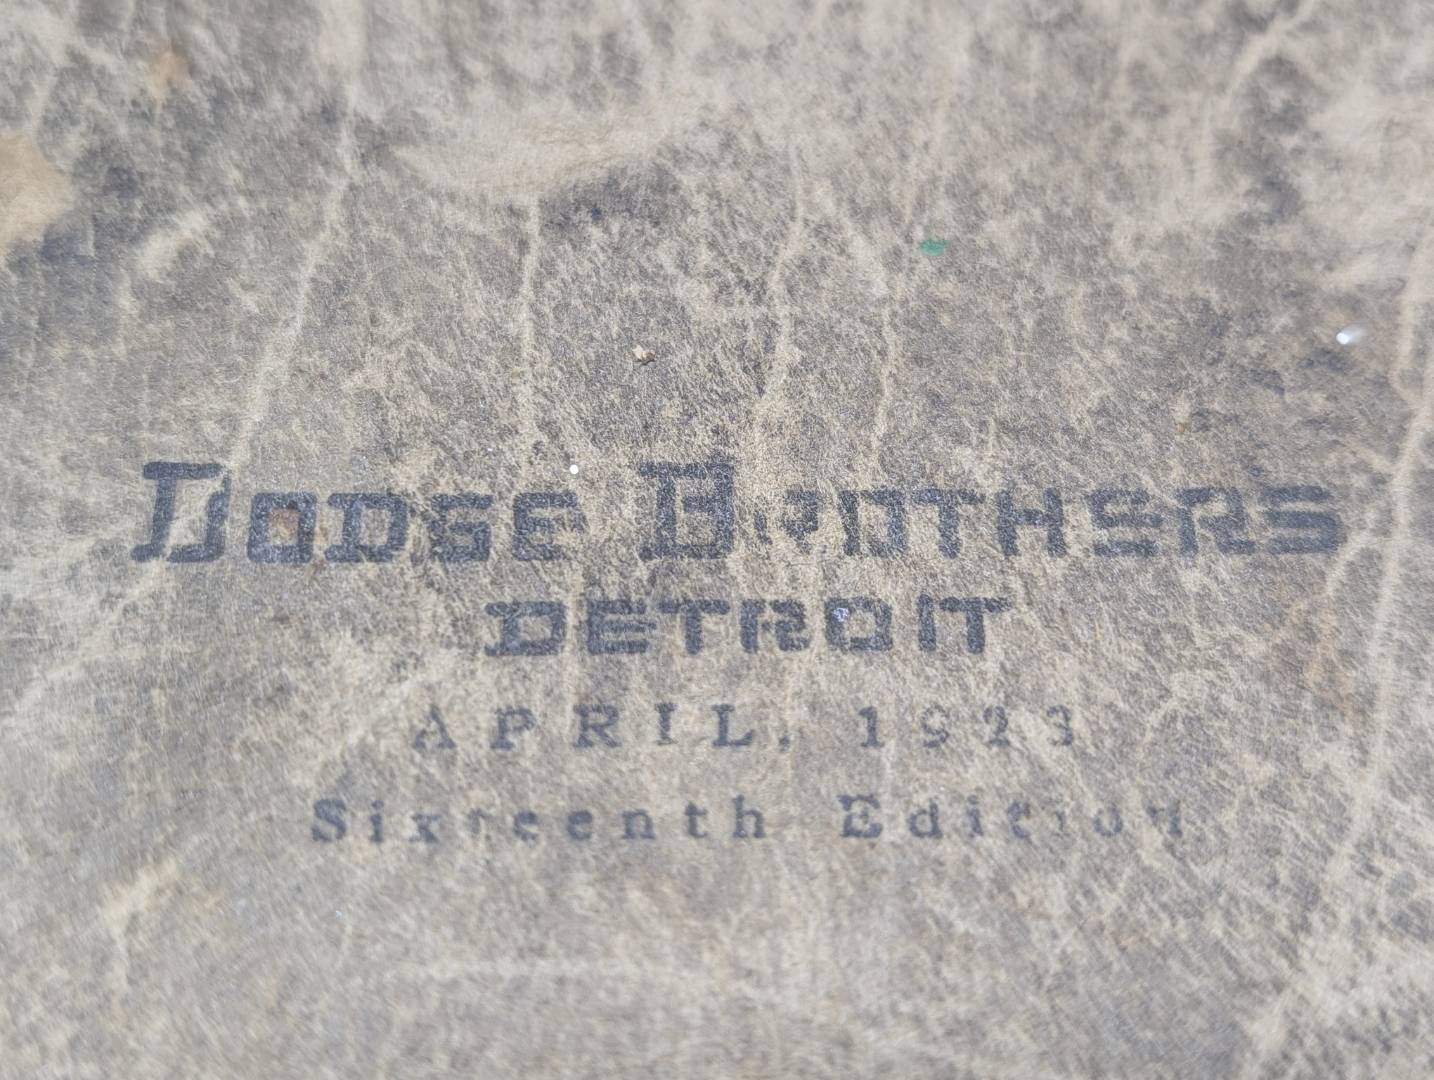 DODGE BROTHERS
DETROIT
APRIL, 1923
Sixteenth Edition